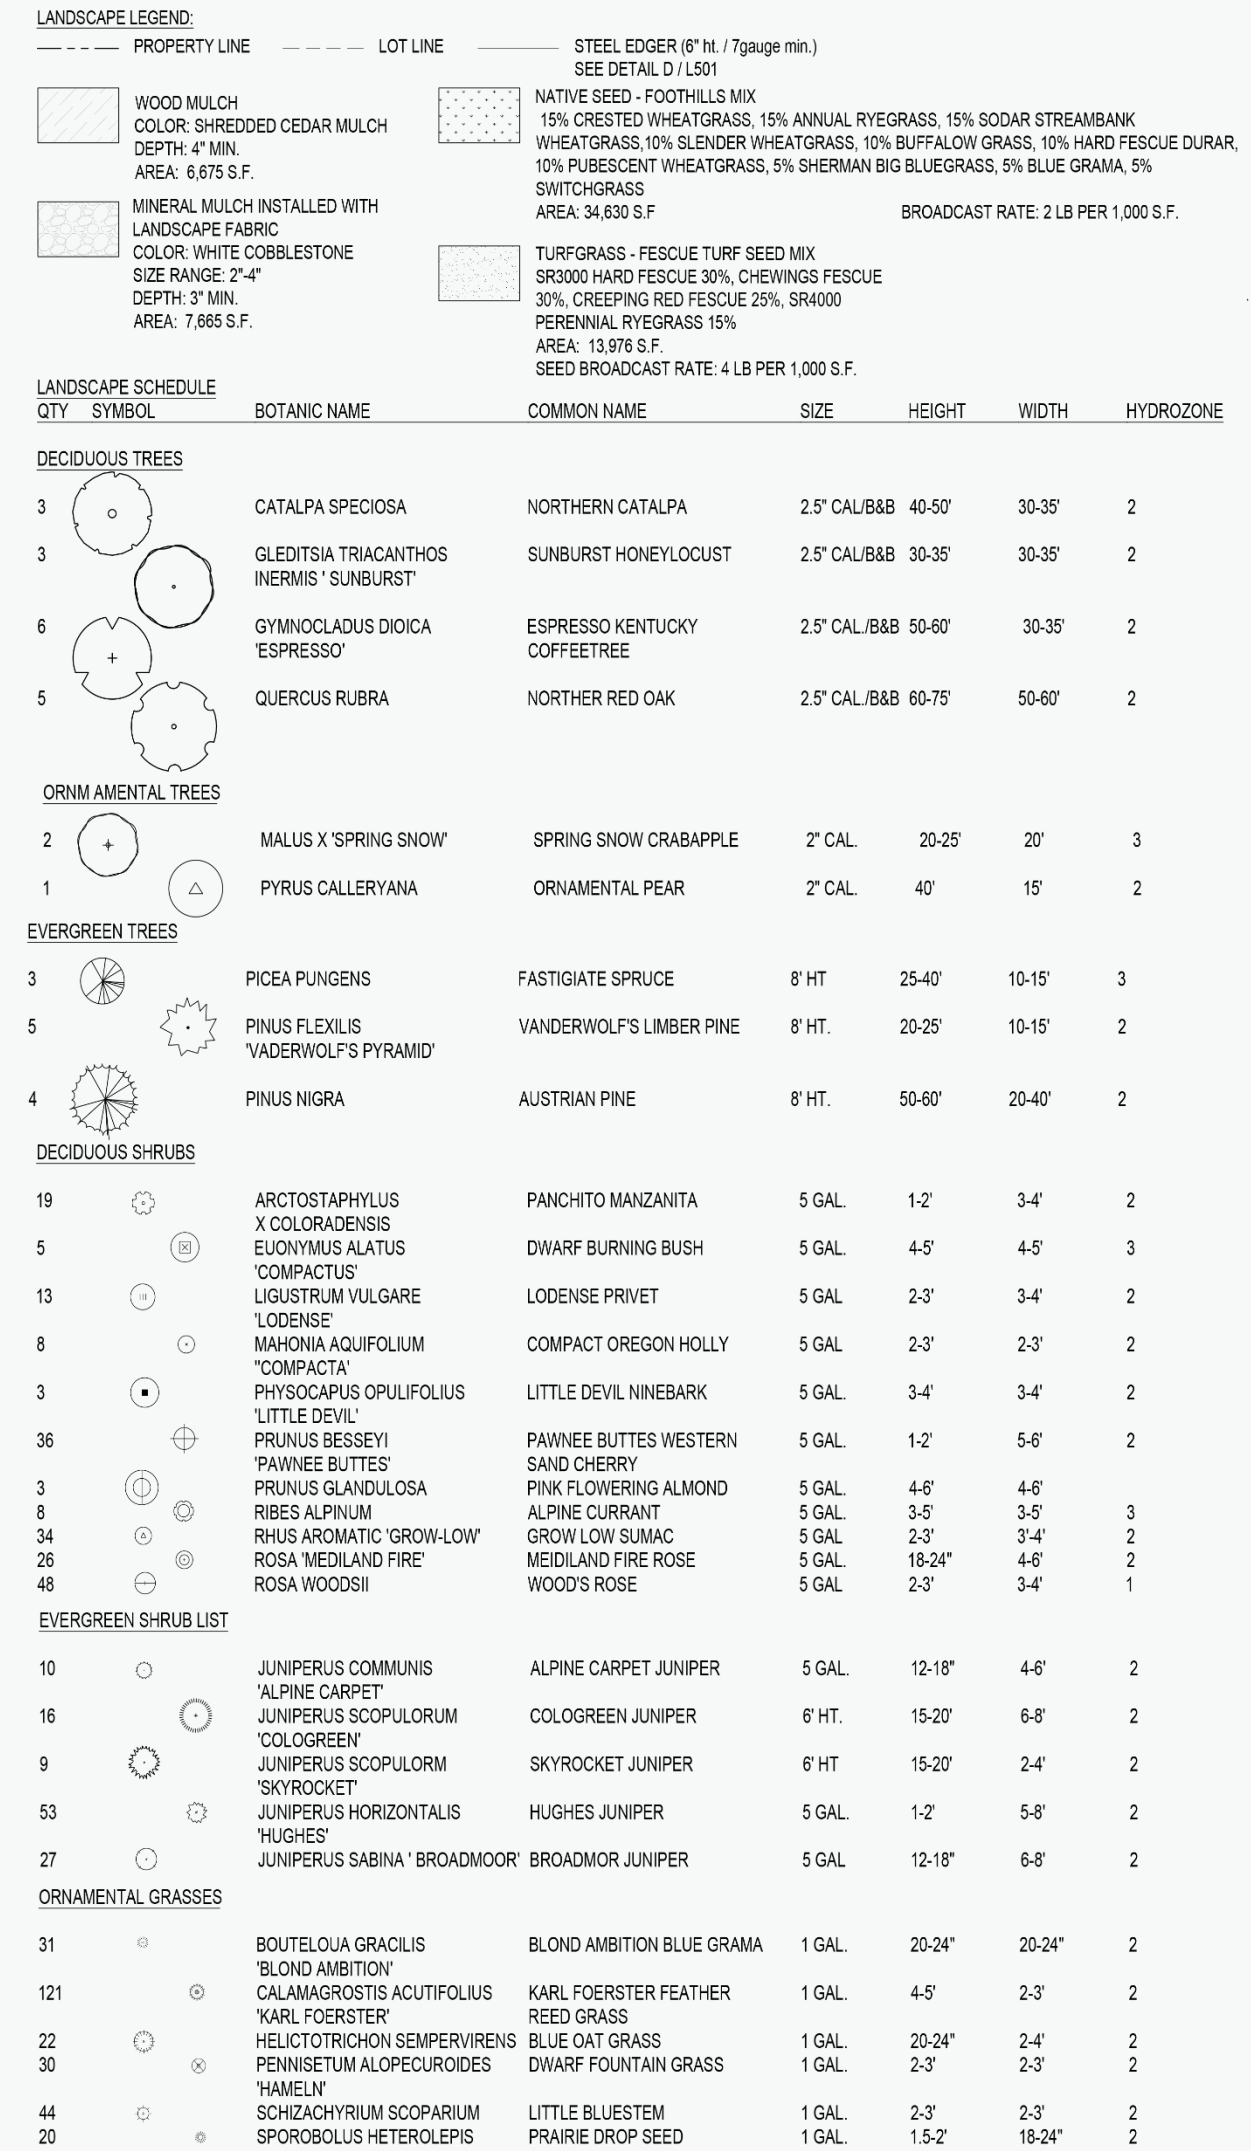 LANDSCAPE LEGEND:
PROPERTY LINE LOT LINE STEEL EDGER (6" ht. / 7gauge min.)
SEE DETAIL D / L501
WOOD MULCH
COLOR: SHREDDED CEDAR MULCH
DEPTH: 4" MIN.
AREA: 6,675 S.F.
MINERAL MULCH INSTALLED WITH
LANDSCAPE FABRIC
COLOR: WHITE COBBLESTONE
SIZE RANGE: 2"-4"
DEPTH: 3" MIN.
AREA: 7,665 S.F.
NATIVE SEED - FOOTHILLS MIX
15% CRESTED WHEATGRASS, 15% ANNUAL RYEGRASS, 15% SODAR STREAMBANK
WHEATGRASS,10% SLENDER WHEATGRASS, 10% BUFFALOW GRASS, 10% HARD FESCUE DURAR,
10% PUBESCENT WHEATGRASS, 5% SHERMAN BIG BLUEGRASS, 5% BLUE GRAMA, 5%
SWITCHGRASS
AREA: 34,630 S.F BROADCAST RATE: 2 LB PER 1,000 S.F.
TURFGRASS - FESCUE TURF SEED MIX
SR3000 HARD FESCUE 30%, CHEWINGS FESCUE
30%, CREEPING RED FESCUE 25%, SR4000
PERENNIAL RYEGRASS 15%
AREA: 13,976 S.F.
SEED BROADCAST RATE: 4 LB PER 1,000 S.F.
LANDSCAPE SCHEDULE
QTY SYMBOL BOTANIC NAME COMMON NAME SIZE HEIGHT WIDTH HYDROZONE
DECIDUOUS TREES
3 CATALPA SPECIOSA NORTHERN CATALPA 2.5" CAL/B&B 40-50' 30-35' 2
3 GLEDITSIA TRIACANTHOS SUNBURST HONEYLOCUST 2.5" CAL/B&B 30-35' 30-35' 2
INERMIS ' SUNBURST'
6 GYMNOCLADUS DIOICA ESPRESSO KENTUCKY 2.5" CAL./B&B 50-60' 30-35' 2
'ESPRESSO' COFFEETREE
5 QUERCUS RUBRA NORTHER RED OAK 2.5" CAL./B&B 60-75' 50-60' 2
ORNM AMENTAL TREES
2 MALUS X 'SPRING SNOW' SPRING SNOW CRABAPPLE 2" CAL. 20-25' 20' 3
1 PYRUS CALLERYANA ORNAMENTAL PEAR 2" CAL. 40' 15' 2
EVERGREEN TREES
3 PICEA PUNGENS FASTIGIATE SPRUCE 8' HT 25-40' 10-15' 3
5 PINUS FLEXILIS VANDERWOLF'S LIMBER PINE 8' HT. 20-25' 10-15' 2
'VADERWOLF'S PYRAMID'
4 PINUS NIGRA AUSTRIAN PINE 8' HT. 50-60' 20-40' 2
DECIDUOUS SHRUBS
19 ARCTOSTAPHYLUS PANCHITO MANZANITA 5 GAL. 1-2' 3-4' 2
X COLORADENSIS
5 EUONYMUS ALATUS DWARF BURNING BUSH 5 GAL. 4-5' 4-5' 3
'COMPACTUS'
13 LIGUSTRUM VULGARE LODENSE PRIVET 5 GAL 2-3' 3-4' 2
'LODENSE'
8 MAHONIA AQUIFOLIUM COMPACT OREGON HOLLY 5 GAL 2-3' 2-3' 2
"COMPACTA'
3 PHYSOCAPUS OPULIFOLIUS LITTLE DEVIL NINEBARK 5 GAL. 3-4' 3-4' 2
'LITTLE DEVIL'
36 PRUNUS BESSEYI PAWNEE BUTTES WESTERN 5 GAL. 1-2' 5-6' 2
'PAWNEE BUTTES' SAND CHERRY
3 PRUNUS GLANDULOSA PINK FLOWERING ALMOND 5 GAL. 4-6' 4-6'
8 RIBES ALPINUM ALPINE CURRANT 5 GAL. 3-5' 3-5' 3
34 RHUS AROMATIC 'GROW-LOW' GROW LOW SUMAC 5 GAL 2-3' 3'-4' 2
26 ROSA 'MEDILAND FIRE' MEIDILAND FIRE ROSE 5 GAL. 18-24" 4-6' 2
48 ROSA WOODSII WOOD'S ROSE 5 GAL 2-3' 3-4' 1
EVERGREEN SHRUB LIST
10 JUNIPERUS COMMUNIS ALPINE CARPET JUNIPER 5 GAL. 12-18" 4-6' 2
'ALPINE CARPET'
16 JUNIPERUS SCOPULORUM COLOGREEN JUNIPER 6' HT. 15-20' 6-8' 2
'COLOGREEN'
9 JUNIPERUS SCOPULORM SKYROCKET JUNIPER 6' HT 15-20' 2-4' 2
'SKYROCKET'
53 JUNIPERUS HORIZONTALIS HUGHES JUNIPER 5 GAL. 1-2' 5-8' 2
'HUGHES'
27 JUNIPERUS SABINA ' BROADMOOR' BROADMOR JUNIPER 5 GAL 12-18" 6-8' 2
ORNAMENTAL GRASSES
31 BOUTELOUA GRACILIS BLOND AMBITION BLUE GRAMA 1 GAL. 20-24" 20-24" 2
'BLOND AMBITION'
121 CALAMAGROSTIS ACUTIFOLIUS KARL FOERSTER FEATHER 1 GAL. 4-5' 2-3' 2
'KARL FOERSTER' REED GRASS
22 HELICTOTRICHON SEMPERVIRENS BLUE OAT GRASS 1 GAL. 20-24" 2-4' 2
30 PENNISETUM ALOPECUROIDES DWARF FOUNTAIN GRASS 1 GAL. 2-3' 2-3' 2
'HAMELN'
44 SCHIZACHYRIUM SCOPARIUM LITTLE BLUESTEM 1 GAL. 2-3' 2-3' 2
20 SPOROBOLUS HETEROLEPIS PRAIRIE DROP SEED 1 GAL. 1.5-2' 18-24" 2